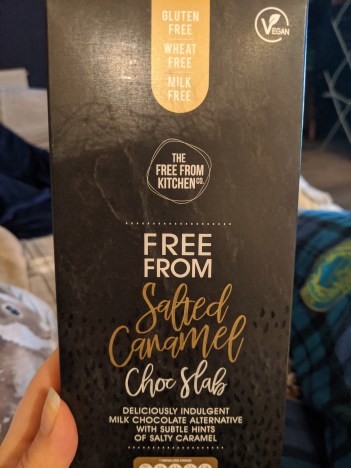 GLUTEN
FREE
WHEAT
FREE
MILK
FREE
VEGAN
THE
FREE FROM
KITCHEN CO.
FREE
FROM
Salted
Caramel
Choc Slab
DELICIOUSLY INDULGENT
MILK CHOCOLATE ALTERNATIVE
WITH SUBTLE HINTS
OF SALTY CARAMEL